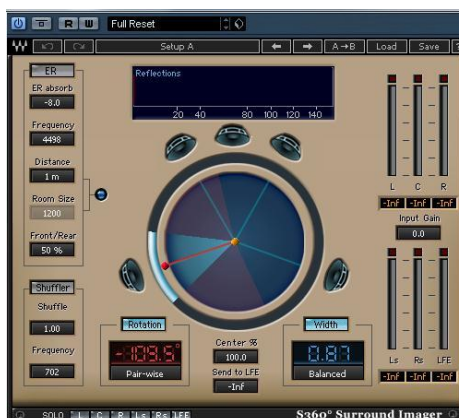 R W Full Reset
Setup A A→B Load Save ?
ER
ER absorb
-8.0
Frequency
4498
Distance
1 m
Room Size
1200
Front/Rear
50 %
Shuffler
Shuffle
1.00
Frequency
702
Reflections
20 40 80 100 120 140
Rotation
-109.5°
Pair-wise
Center %
100.0
Send to LFE
-Inf
Width
0.87
Balanced
L C R
-Inf -Inf -Inf
Input Gain
0.0
Ls Rs LFE
-Inf -Inf -Inf
SOLO L C R Ls Rs LFE
S360° Surround Imager